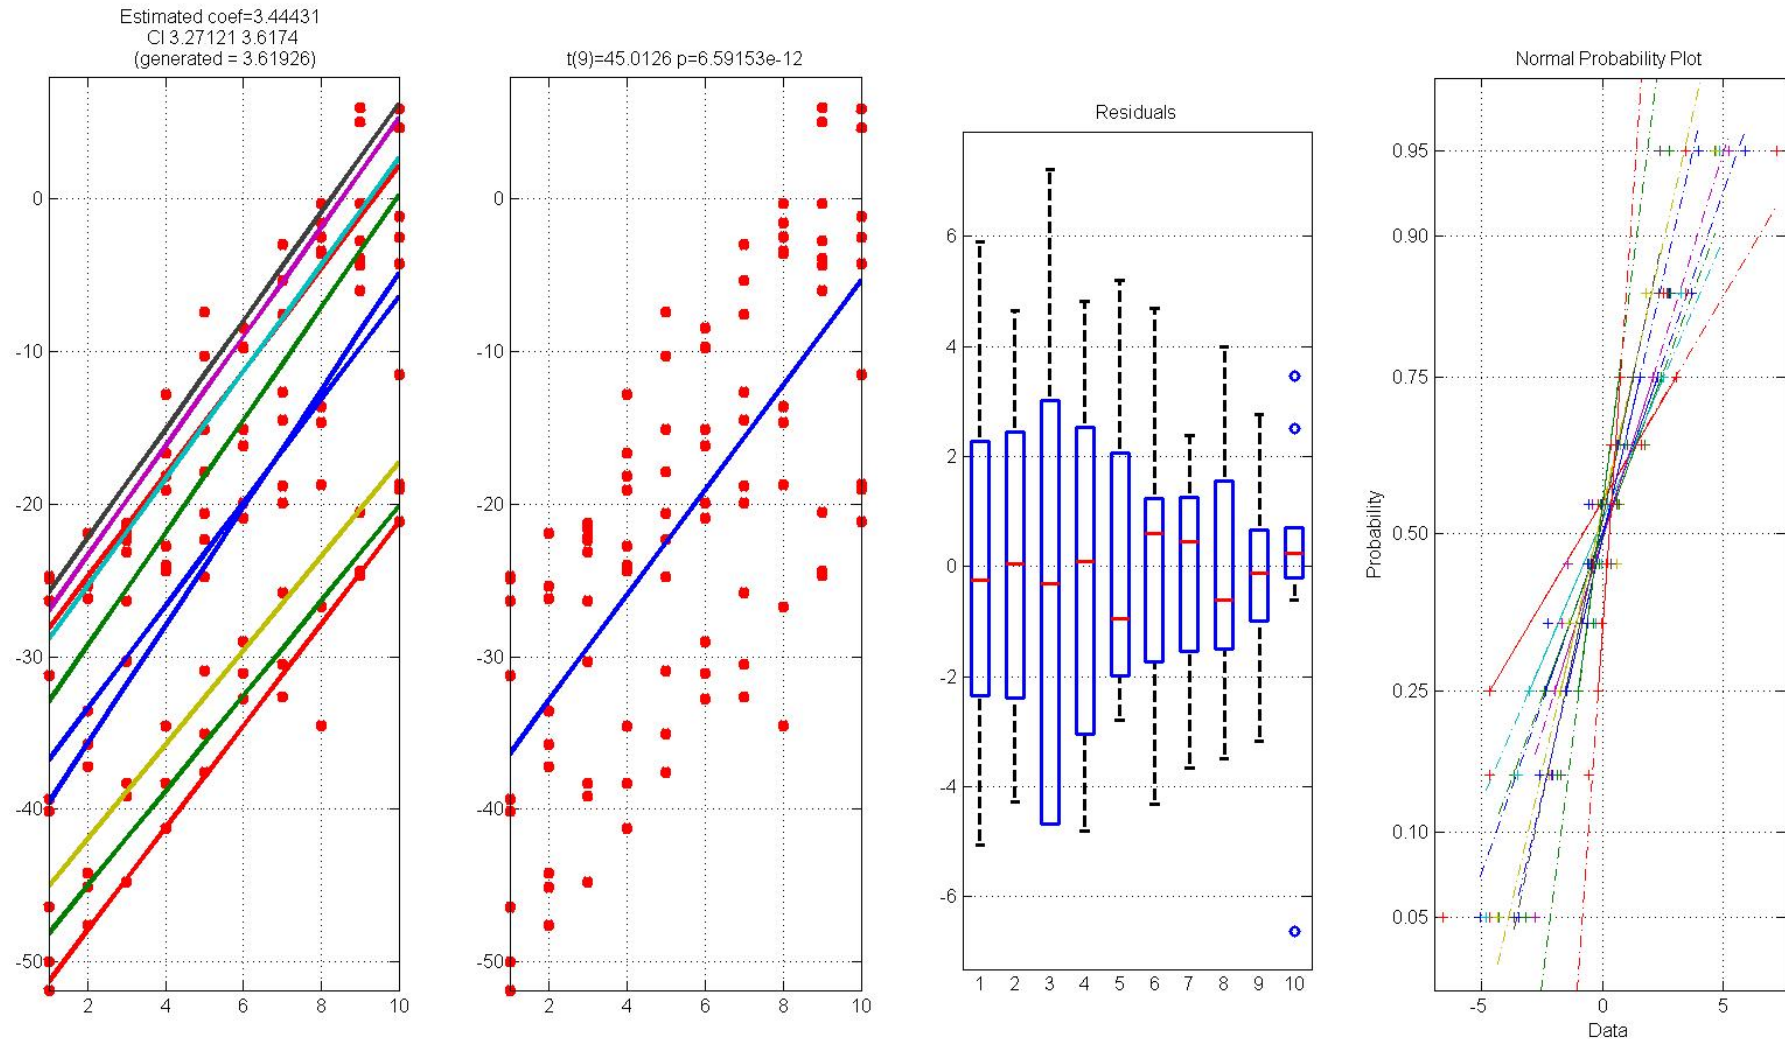 Estimated coef=3.44431
CI 3.27121 3.6174
(generated = 3.61926)
0
-10
-20
-30
-40
-50
2 4 6 8 10
t(9)=45.0126 p=6.59153e-12
0
-10
-20
-30
-40
-50
2 4 6 8 10
Residuals
6
4
2
0
-2
-4
-6
1 2 3 4 5 6 7 8 9 10
Normal Probability Plot
0.95
0.90
0.75
0.50
0.25
0.10
0.05
Probability
-5 0 5
Data